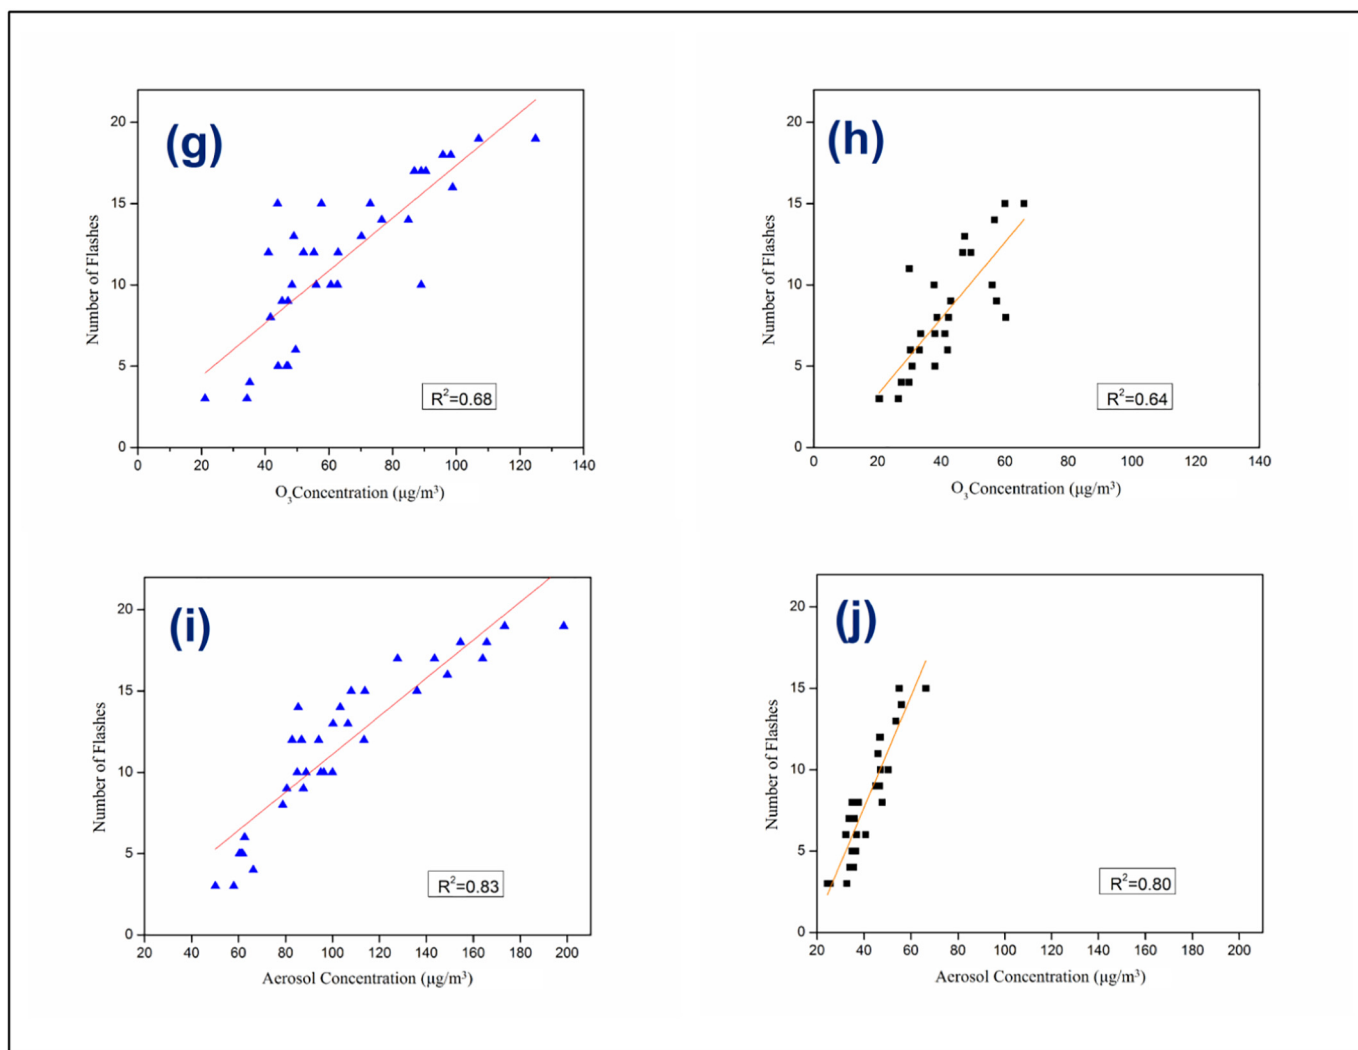 (g)
20
15
10
5
0
Number of Flashes
R²=0.68
0 20 40 60 80 100 120 140
O₃Concentration (µg/m³)
(h)
20
15
10
5
0
Number of Flashes
R²=0.64
0 20 40 60 80 100 120 140
O₃Concentration (µg/m³)
(i)
20
15
10
5
0
Number of Flashes
R²=0.83
20 40 60 80 100 120 140 160 180 200
Aerosol Concentration (µg/m³)
(j)
20
15
10
5
0
Number of Flashes
R²=0.80
20 40 60 80 100 120 140 160 180 200
Aerosol Concentration (µg/m³)